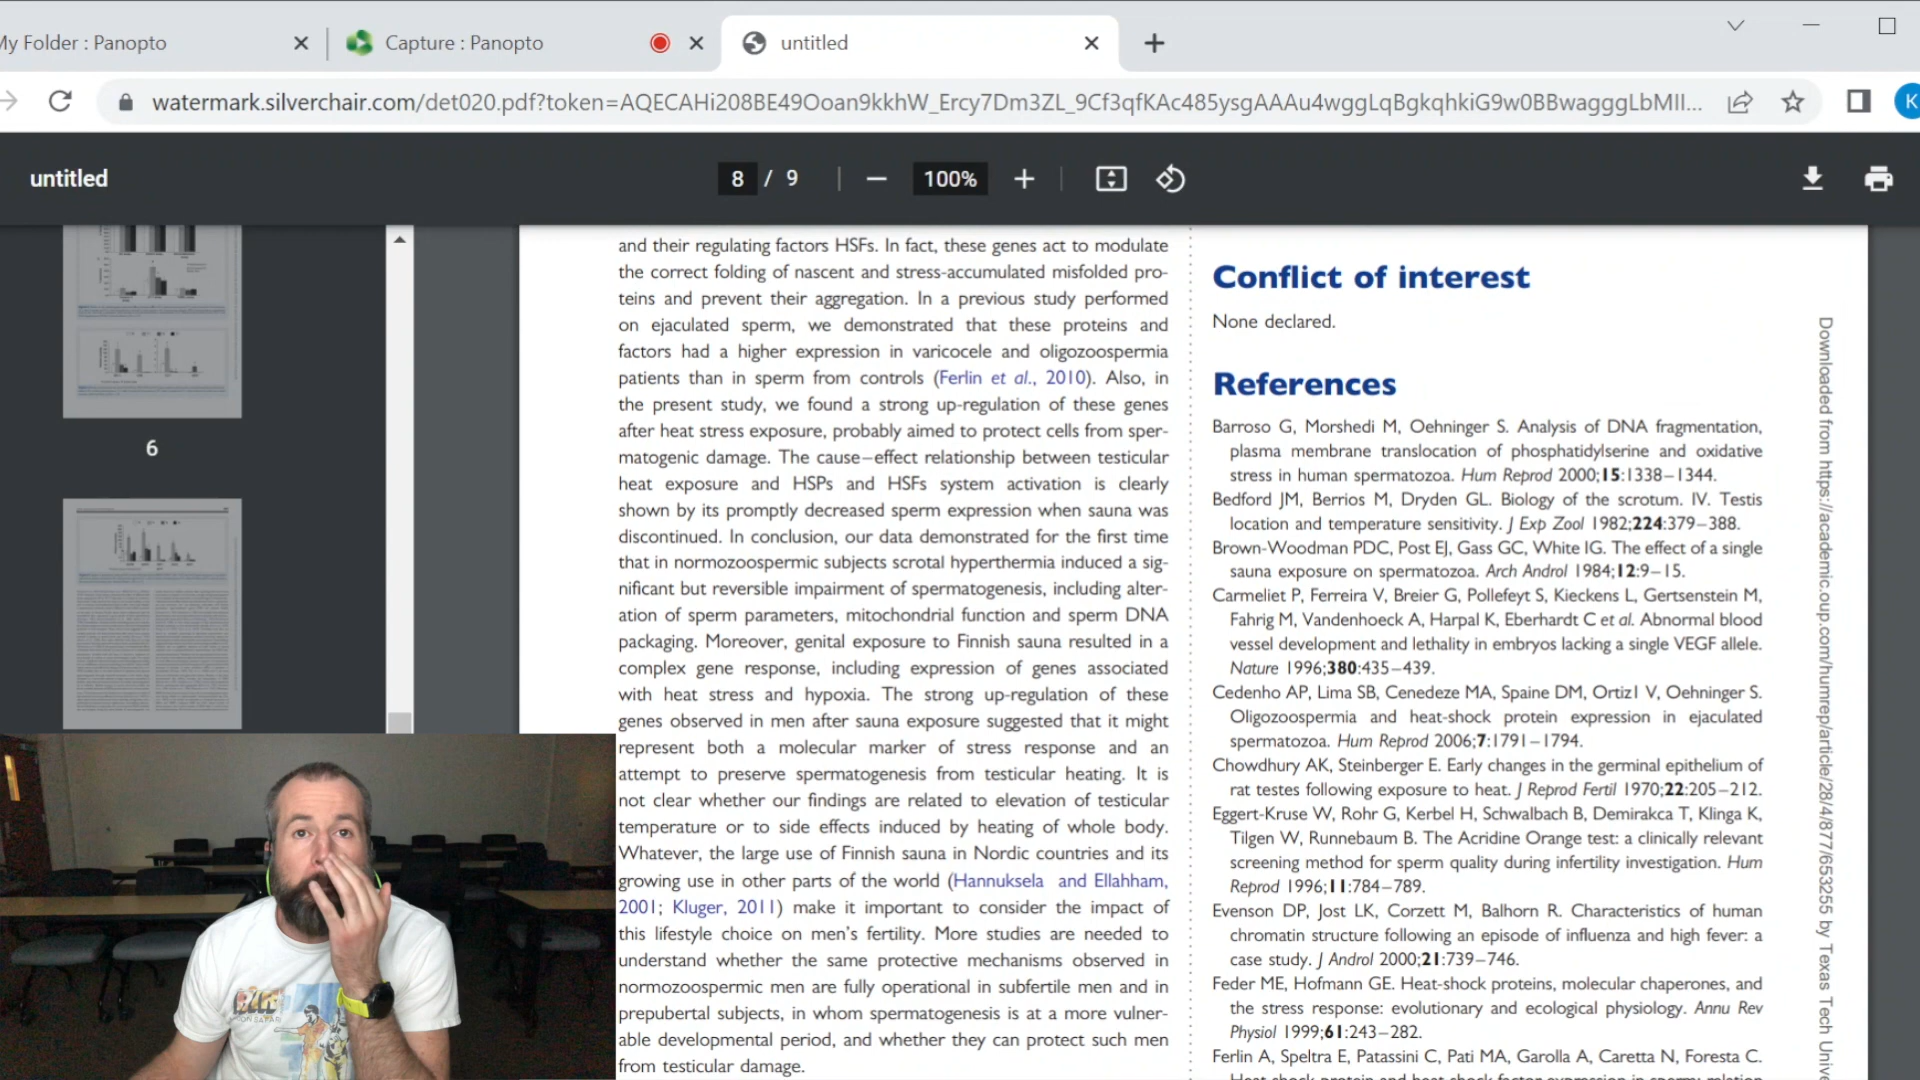 My Folder : Panopto
Capture : Panopto
untitled
watermark.silverchair.com/det020.pdf?token=AQECAHi208BE49Ooan9kkhW_Ercy7Dm3ZL_9Cf3qfKAc485ysgAAAu4wggLqBgkqhkiG9w0BBwagggLbMII...
K
untitled
8 / 9
100%
6
and their regulating factors HSFs. In fact, these genes act to modulate
the correct folding of nascent and stress-accumulated misfolded pro-
teins and prevent their aggregation. In a previous study performed
on ejaculated sperm, we demonstrated that these proteins and
factors had a higher expression in varicocele and oligozoospermia
patients than in sperm from controls (Ferlin et al., 2010). Also, in
the present study, we found a strong up-regulation of these genes
after heat stress exposure, probably aimed to protect cells from sper-
matogenic damage. The cause–effect relationship between testicular
heat exposure and HSPs and HSFs system activation is clearly
shown by its promptly decreased sperm expression when sauna was
discontinued. In conclusion, our data demonstrated for the first time
that in normozoospermic subjects scrotal hyperthermia induced a sig-
nificant but reversible impairment of spermatogenesis, including alter-
ation of sperm parameters, mitochondrial function and sperm DNA
packaging. Moreover, genital exposure to Finnish sauna resulted in a
complex gene response, including expression of genes associated
with heat stress and hypoxia. The strong up-regulation of these
genes observed in men after sauna exposure suggested that it might
represent both a molecular marker of stress response and an
attempt to preserve spermatogenesis from testicular heating. It is
not clear whether our findings are related to elevation of testicular
temperature or to side effects induced by heating of whole body.
Whatever, the large use of Finnish sauna in Nordic countries and its
growing use in other parts of the world (Hannuksela and Ellahham,
2001; Kluger, 2011) make it important to consider the impact of
this lifestyle choice on men's fertility. More studies are needed to
understand whether the same protective mechanisms observed in
normozoospermic men are fully operational in subfertile men and in
prepubertal subjects, in whom spermatogenesis is at a more vulner-
able developmental period, and whether they can protect such men
from testicular damage.
Conflict of interest
None declared.
References
Barroso G, Morshedi M, Oehninger S. Analysis of DNA fragmentation,
plasma membrane translocation of phosphatidylserine and oxidative
stress in human spermatozoa. Hum Reprod 2000;15:1338–1344.
Bedford JM, Berrios M, Dryden GL. Biology of the scrotum. IV. Testis
location and temperature sensitivity. J Exp Zool 1982;224:379–388.
Brown-Woodman PDC, Post EJ, Gass GC, White IG. The effect of a single
sauna exposure on spermatozoa. Arch Androl 1984;12:9–15.
Carmeliet P, Ferreira V, Breier G, Pollefeyt S, Kieckens L, Gertsenstein M,
Fahrig M, Vandenhoeck A, Harpal K, Eberhardt C et al. Abnormal blood
vessel development and lethality in embryos lacking a single VEGF allele.
Nature 1996;380:435–439.
Cedenho AP, Lima SB, Cenedeze MA, Spaine DM, Ortiz1 V, Oehninger S.
Oligozoospermia and heat-shock protein expression in ejaculated
spermatozoa. Hum Reprod 2006;7:1791–1794.
Chowdhury AK, Steinberger E. Early changes in the germinal epithelium of
rat testes following exposure to heat. J Reprod Fertil 1970;22:205–212.
Eggert-Kruse W, Rohr G, Kerbel H, Schwalbach B, Demirakca T, Klinga K,
Tilgen W, Runnebaum B. The Acridine Orange test: a clinically relevant
screening method for sperm quality during infertility investigation. Hum
Reprod 1996;11:784–789.
Evenson DP, Jost LK, Corzett M, Balhorn R. Characteristics of human
chromatin structure following an episode of influenza and high fever: a
case study. J Androl 2000;21:739–746.
Feder ME, Hofmann GE. Heat-shock proteins, molecular chaperones, and
the stress response: evolutionary and ecological physiology. Annu Rev
Physiol 1999;61:243–282.
Ferlin A, Speltra E, Patassini C, Pati MA, Garolla A, Caretta N, Foresta C.
Downloaded from https://academic.oup.com/humrep/article/28/4/877/653255 by Texas Tech Unive